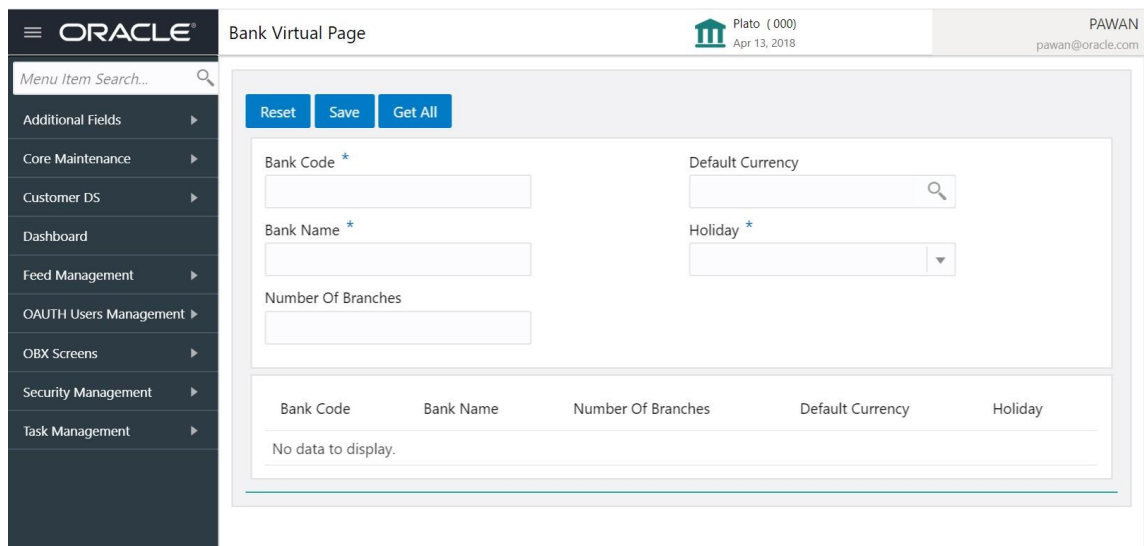 ORACLE
Bank Virtual Page
Plato ( 000)
Apr 13, 2018
PAWAN
pawan@oracle.com
Menu Item Search...
Additional Fields
Core Maintenance
Customer DS
Dashboard
Feed Management
OAUTH Users Management
OBX Screens
Security Management
Task Management
Reset Save Get All
Bank Code *
Default Currency
Bank Name *
Holiday *
Number Of Branches
Bank Code Bank Name Number Of Branches Default Currency Holiday
No data to display.